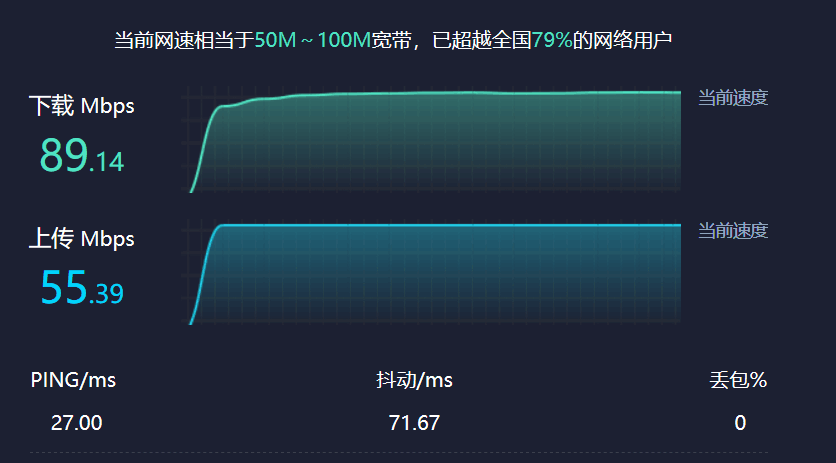 当前网速相当于50M～100M宽带，已超越全国79%的网络用户
下载 Mbps
当前速度
89.14
上传 Mbps
当前速度
55.39
PING/ms 抖动/ms 丢包%
27.00 71.67 0